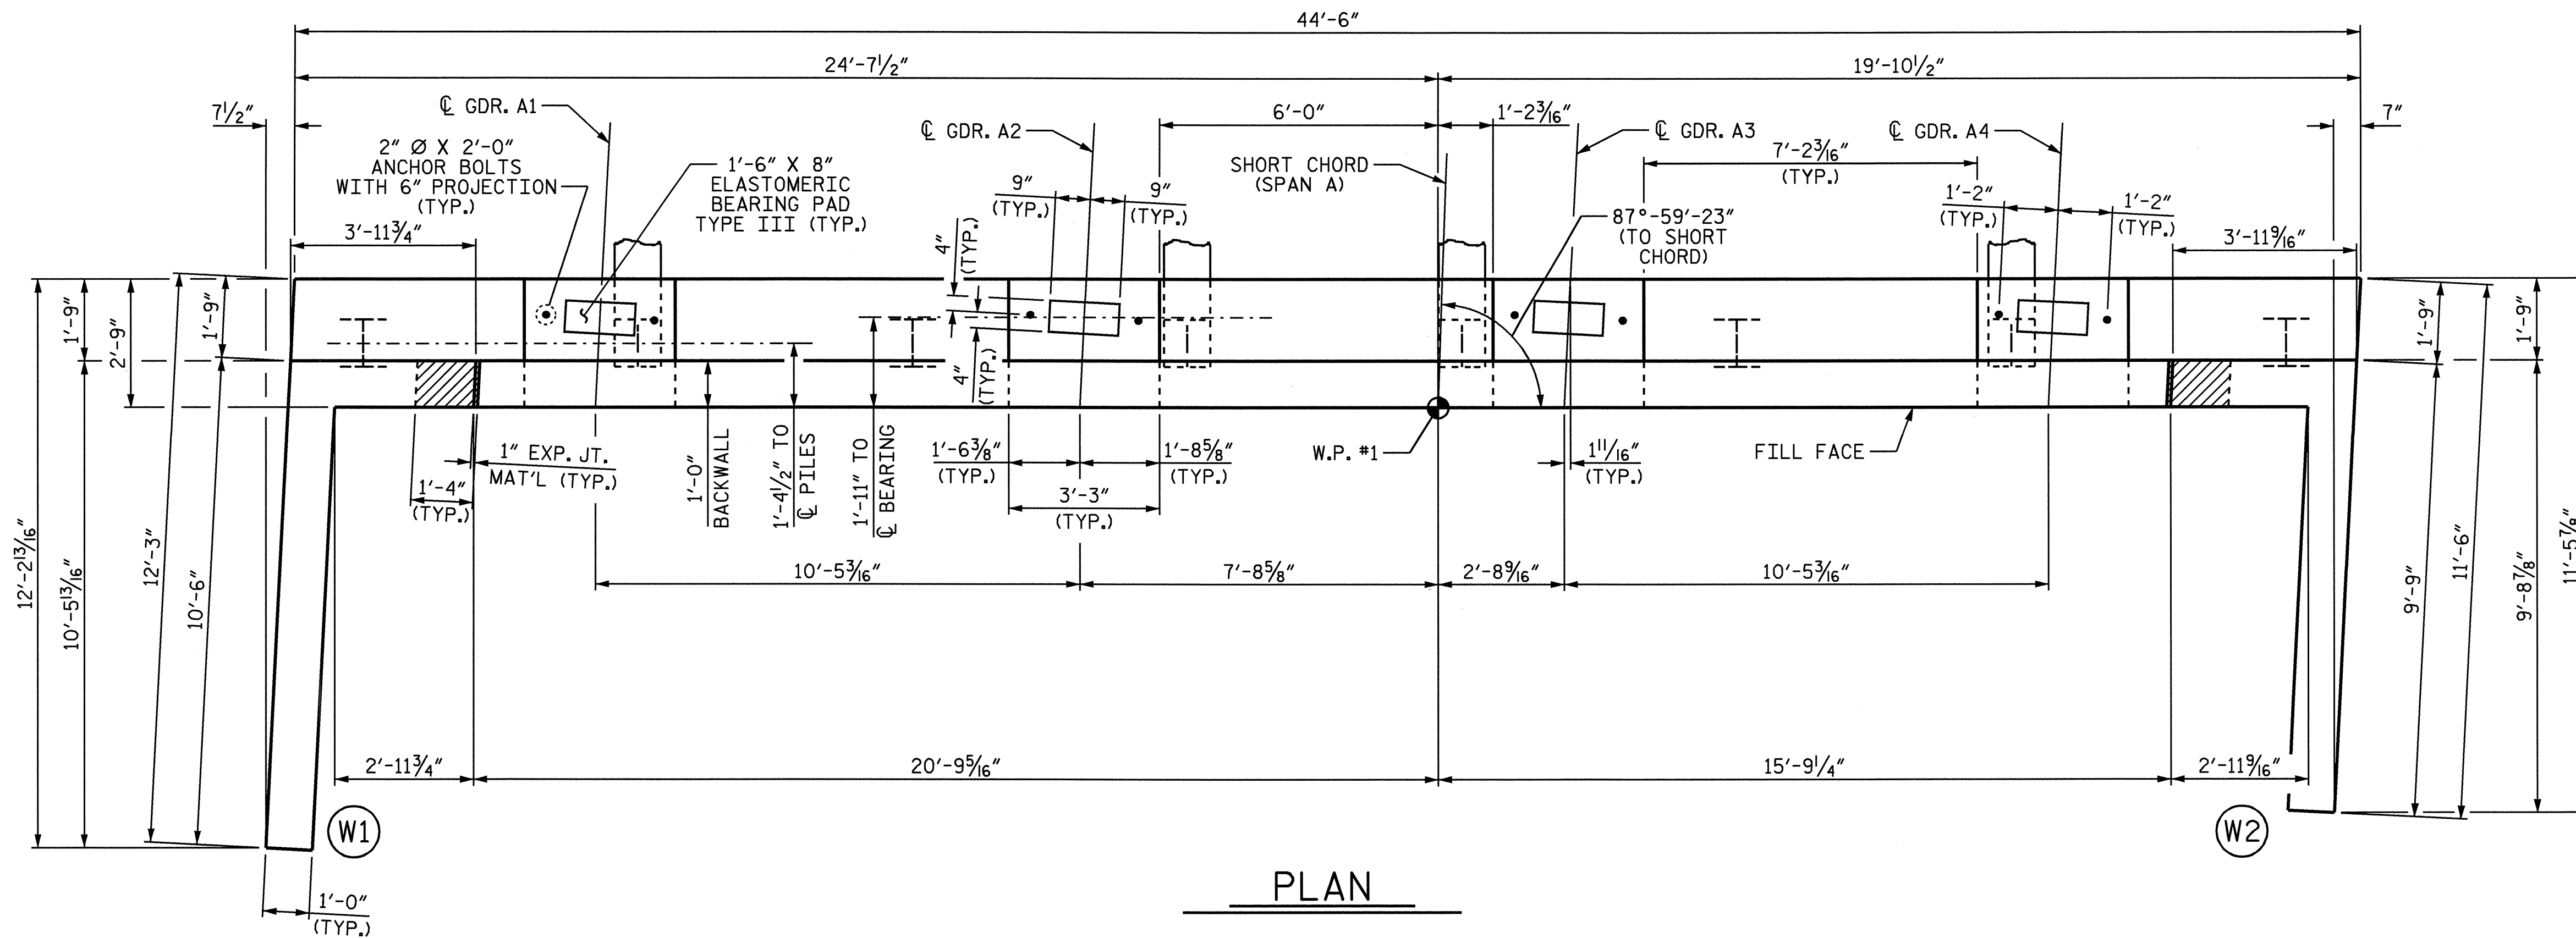 44'-6"
24'-7½"
19'-10½"
7½"
℄ GDR. A1
6'-0"
1'-2³⁄₁₆"
7"
2" Ø X 2'-0"
ANCHOR BOLTS
WITH 6" PROJECTION
(TYP.)
1'-6" X 8"
ELASTOMERIC
BEARING PAD
TYPE III (TYP.)
℄ GDR. A2
SHORT CHORD
(SPAN A)
℄ GDR. A3
℄ GDR. A4
7'-2³⁄₁₆"
(TYP.)
9"
(TYP.)
9"
(TYP.)
1'-2"
(TYP.)
1'-2"
(TYP.)
87°-59'-23"
(TO SHORT
CHORD)
3'-11¾"
4"
(TYP.)
3'-11⁹⁄₁₆"
1'-9"
2'-9"
1'-9"
4"
(TYP.)
1'-9"
1'-9"
1" EXP. JT.
MAT'L (TYP.)
1'-4"
(TYP.)
1'-0"
BACKWALL
1'-4½" TO
℄ PILES
1'-11" TO
℄ BEARING
1'-6⅜"
(TYP.)
1'-8⅝"
(TYP.)
3'-3"
(TYP.)
W.P. #1
1¹¹⁄₁₆"
(TYP.)
FILL FACE
12'-2¹³⁄₁₆"
10'-5¹³⁄₁₆"
12'-3"
10'-6"
10'-5³⁄₁₆"
7'-8⅝"
2'-8⁹⁄₁₆"
10'-5³⁄₁₆"
9'-9"
11'-6"
9'-8⅞"
11'-5⅞"
2'-11¾"
20'-9⁵⁄₁₆"
15'-9¼"
2'-11⁹⁄₁₆"
W1
W2
1'-0"
(TYP.)
PLAN